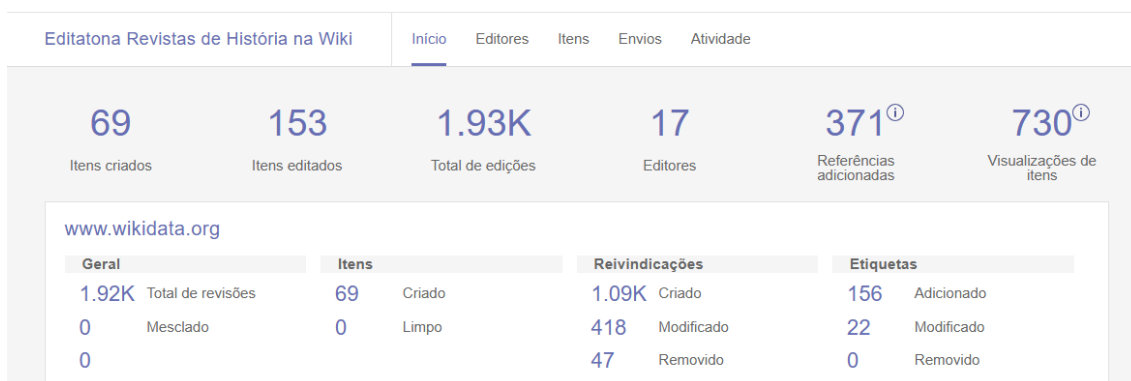 Editatona Revistas de História na Wiki Início Editores Itens Envios Atividade
69 153 1.93K 17 371 730
Itens criados Itens editados Total de edições Editores Referências adicionadas Visualizações de itens
www.wikidata.org
Geral Itens Reivindicações Etiquetas
1.92K Total de revisões 69 Criado 1.09K Criado 156 Adicionado
0 Mesclado 0 Limpo 418 Modificado 22 Modificado
0 47 Removido 0 Removido